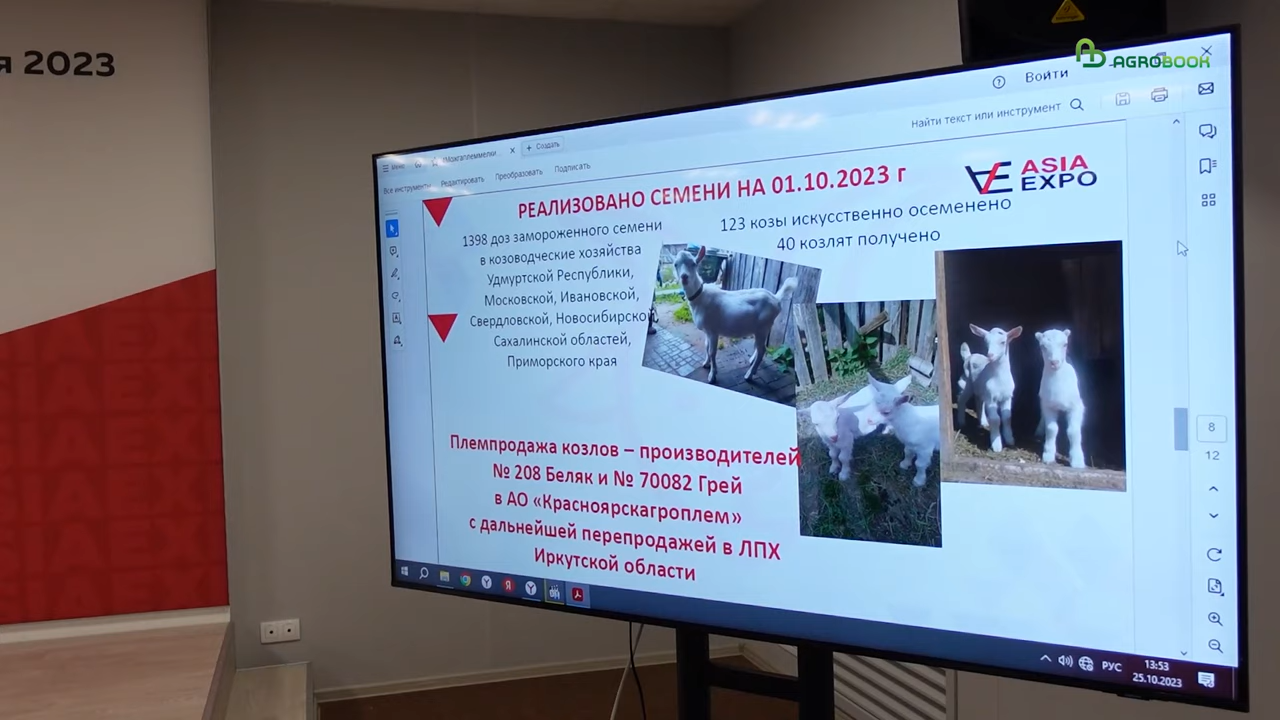 я 2023
AGROBOOK
Войти
Найти текст или инструмент
Меню
Можгаплеммелки
+ Создать
Все инструменты
Редактировать
Преобразовать
Подписать
РЕАЛИЗОВАНО СЕМЕНИ НА 01.10.2023 г
ASIA
EXPO
1398 доз замороженного семени
в козоводческие хозяйства
Удмуртской Республики,
Московской, Ивановской,
Свердловской, Новосибирской,
Сахалинской областей,
Приморского края
123 козы искусственно осеменено
40 козлят получено
Племпродажа козлов – производителей
№ 208 Беляк и № 70082 Грей
в АО «Красноярскагроплем»
с дальнейшей перепродажей в ЛПХ
Иркутской области
8
12
РУС
13:53
25.10.2023